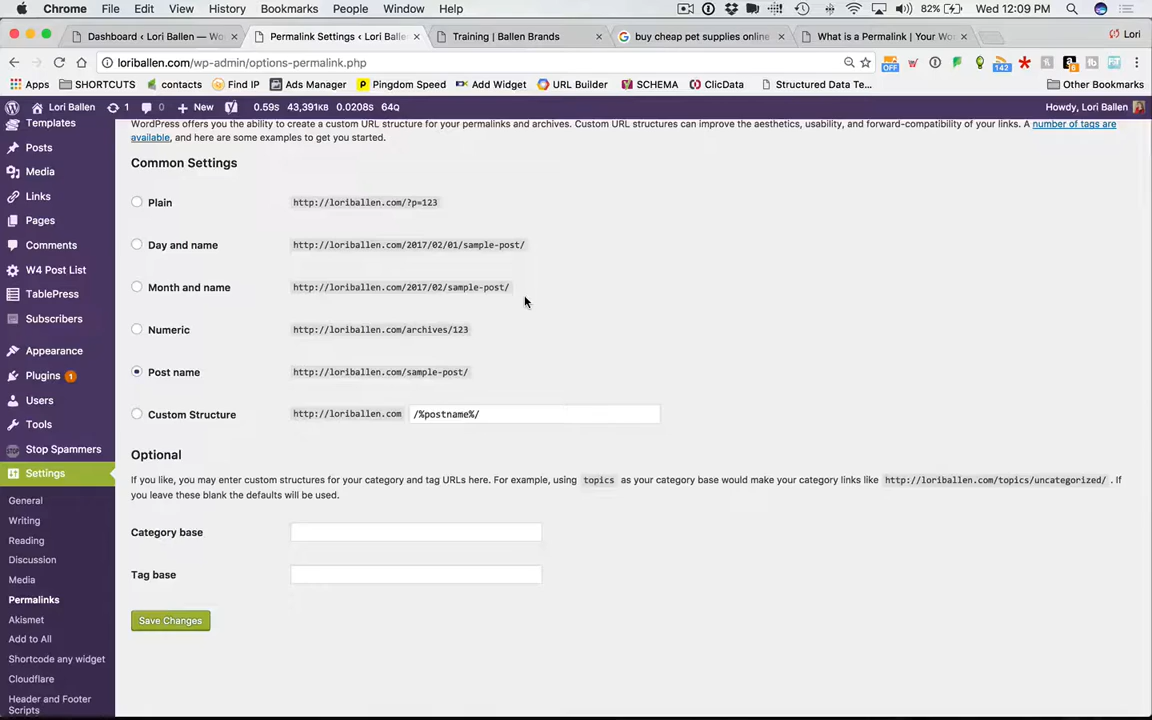 Chrome File Edit View History Bookmarks People Window Help 82% Wed 12:09 PM
Dashboard ‹ Lori Ballen — Wo × Permalink Settings ‹ Lori Balle × Training | Ballen Brands × buy cheap pet supplies online × What is a Permalink | Your Wo × Lori
loriballen.com/wp-admin/options-permalink.php
Apps SHORTCUTS contacts Find IP Ads Manager Pingdom Speed Add Widget URL Builder SCHEMA ClicData Structured Data Te... Other Bookmarks
OFF 142
Lori Ballen 1 0 New 0.59s 43,391KB 0.0208s 64Q Howdy, Lori Ballen
Templates
Posts
Media
Links
Pages
Comments
W4 Post List
TablePress
Subscribers
Appearance
Plugins 1
Users
Tools
Stop Spammers
Settings
General
Writing
Reading
Discussion
Media
Permalinks
Akismet
Add to All
Shortcode any widget
Cloudflare
Header and Footer
Scripts
WordPress offers you the ability to create a custom URL structure for your permalinks and archives. Custom URL structures can improve the aesthetics, usability, and forward-compatibility of your links. A number of tags are
available, and here are some examples to get you started.
Common Settings
Plain http://loriballen.com/?p=123
Day and name http://loriballen.com/2017/02/01/sample-post/
Month and name http://loriballen.com/2017/02/sample-post/
Numeric http://loriballen.com/archives/123
Post name http://loriballen.com/sample-post/
Custom Structure http://loriballen.com /%postname%/
Optional
If you like, you may enter custom structures for your category and tag URLs here. For example, using topics as your category base would make your category links like http://loriballen.com/topics/uncategorized/ . If
you leave these blank the defaults will be used.
Category base
Tag base
Save Changes